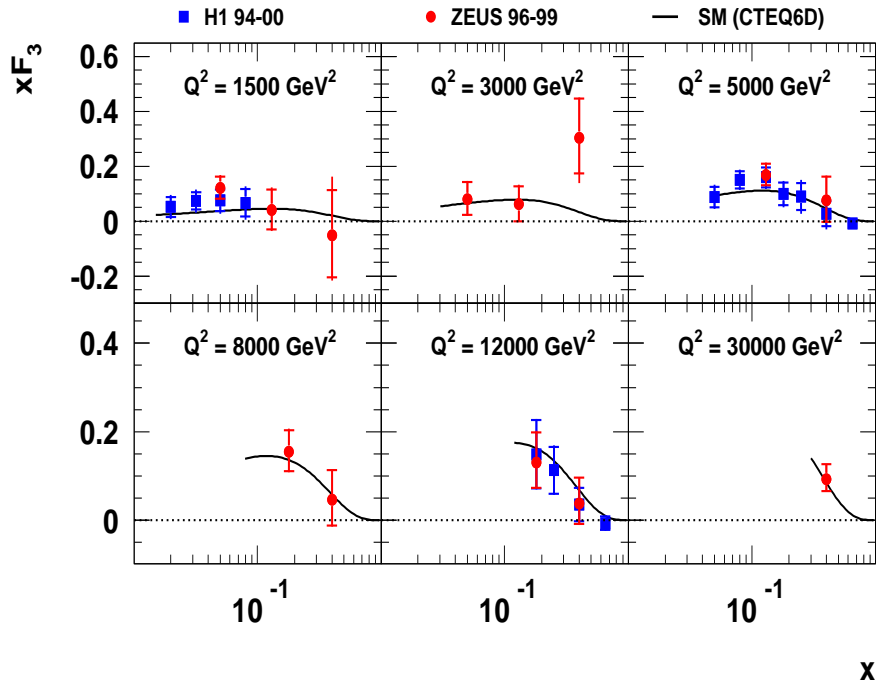 H1 94-00 ZEUS 96-99 SM (CTEQ6D)
xF₃
Q² = 1500 GeV² Q² = 3000 GeV² Q² = 5000 GeV²
0.6
0.4
0.2
0
-0.2
Q² = 8000 GeV² Q² = 12000 GeV² Q² = 30000 GeV²
0.4
0.2
0
10⁻¹ 10⁻¹ 10⁻¹
x